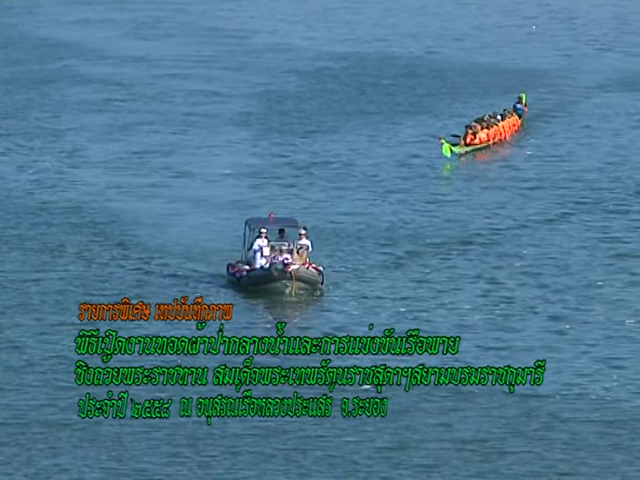 รายการพิเศษ เทปบันทึกภาพ
พิธีเปิดงานทอดผ้าป่ากลางน้ำและการแข่งขันเรือพาย
ชิงถ้วยพระราชทาน สมเด็จพระเทพรัตนราชสุดาฯสยามบรมราชกุมารี
ประจำปี ๒๕๕๘ ณ อนุสรณ์เรือหลวงประแสร์ จ.ระยอง